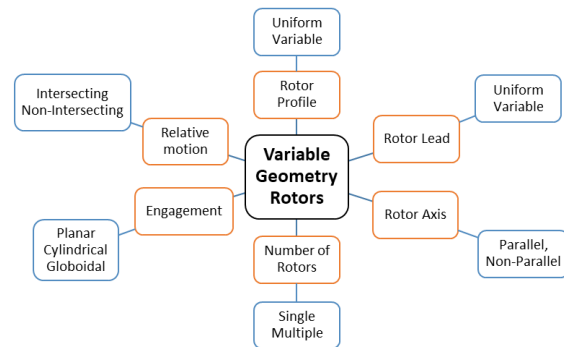 Uniform
Variable
Rotor
Profile
Intersecting
Non-Intersecting
Relative
motion
Uniform
Variable
Rotor Lead
Variable
Geometry
Rotors
Engagement
Planar
Cylindrical
Globoidal
Rotor Axis
Parallel,
Non-Parallel
Number of
Rotors
Single
Multiple